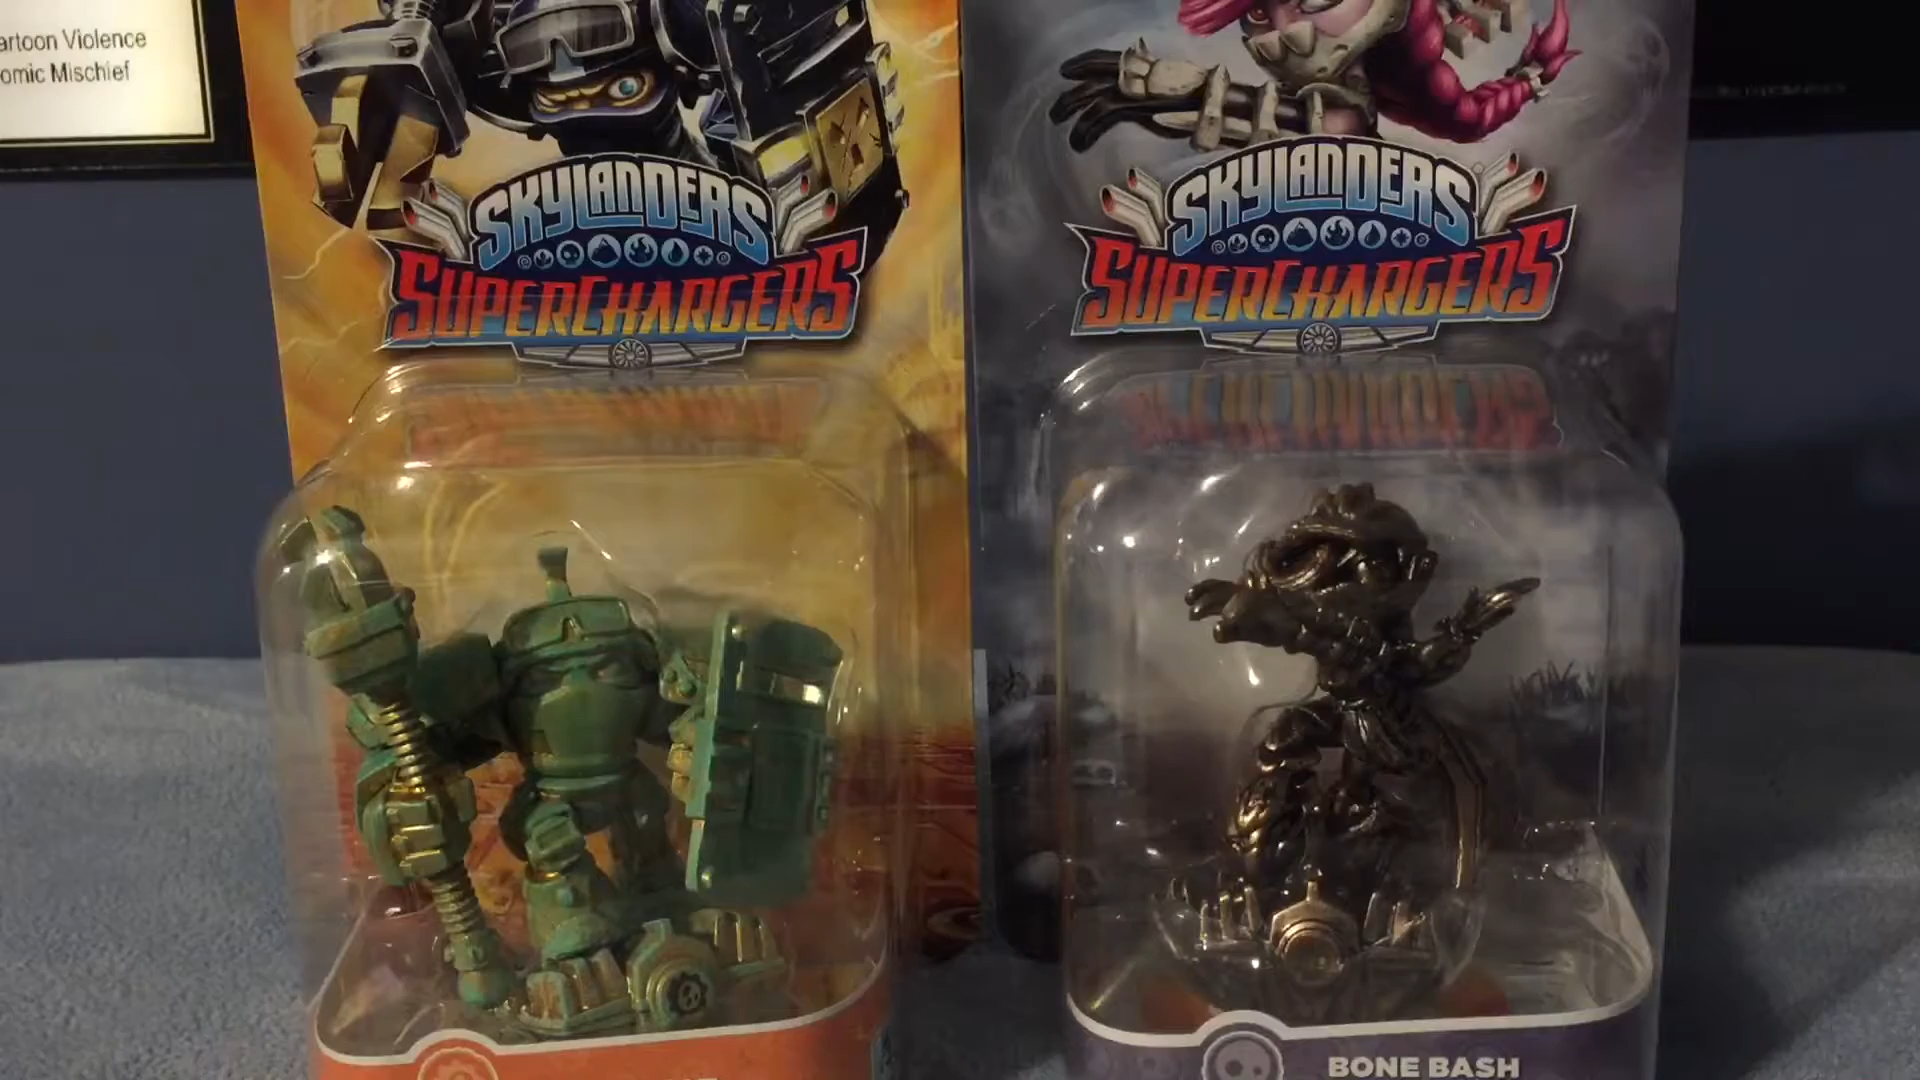 artoon Violence
omic Mischief
SKYLANDERS
SUPERCHARGERS
SKYLANDERS
SUPERCHARGERS
BONE BASH